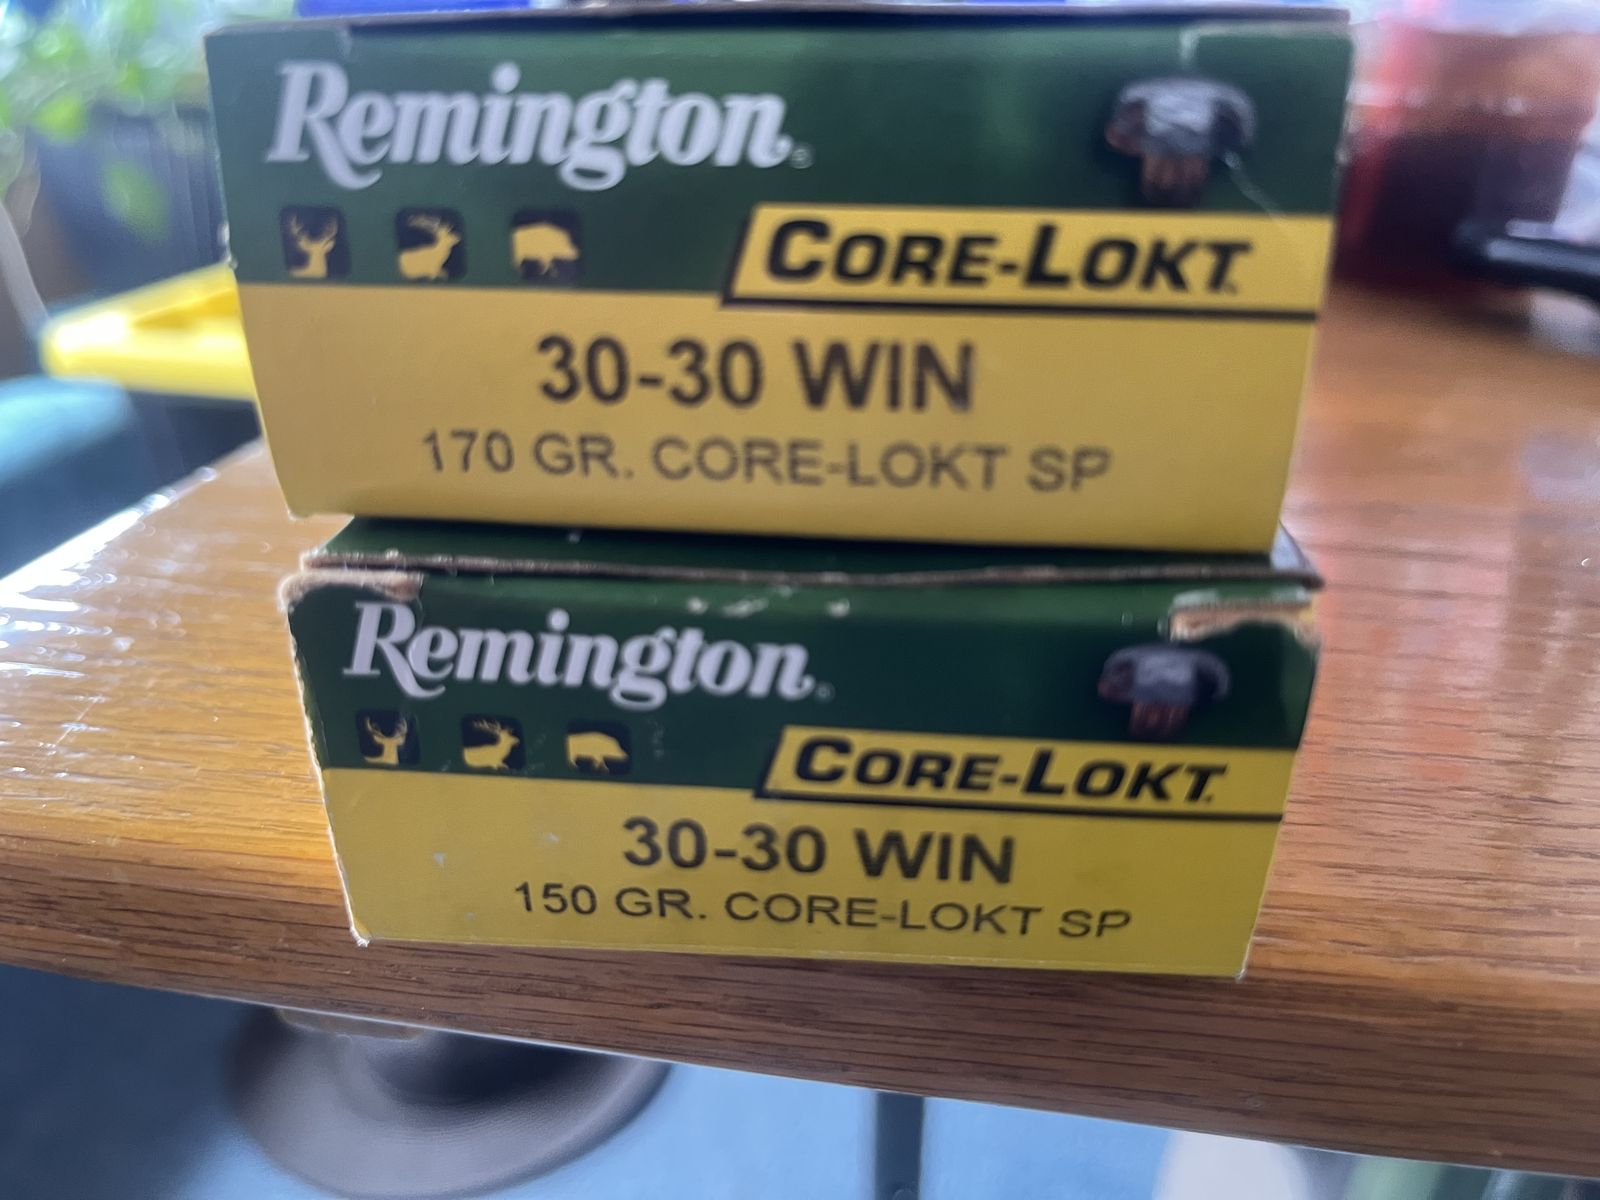 Remington
CORE-LOKT
30-30 WIN
170 GR. CORE-LOKT SP
Remington
CORE-LOKT
30-30 WIN
150 GR. CORE-LOKT SP